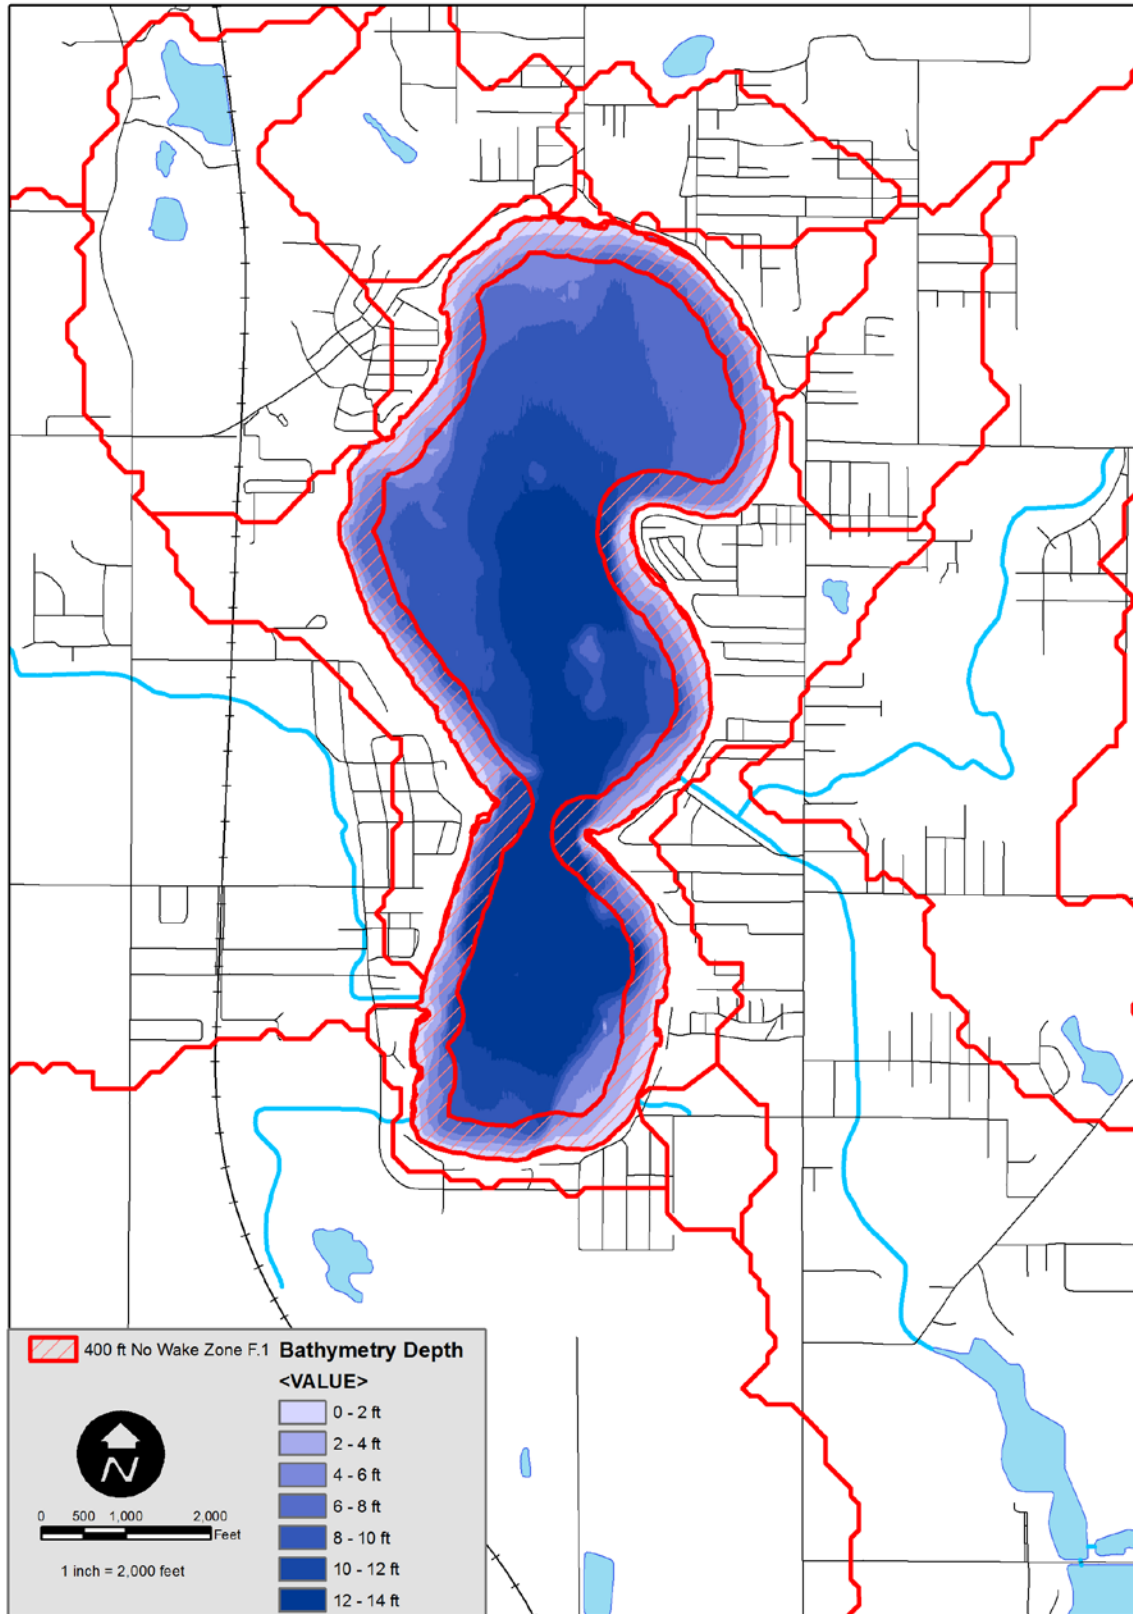 400 ft No Wake Zone F.1
Bathymetry Depth
<VALUE>
0 - 2 ft
2 - 4 ft
4 - 6 ft
6 - 8 ft
8 - 10 ft
10 - 12 ft
12 - 14 ft
N
0 500 1,000 2,000
Feet
1 inch = 2,000 feet